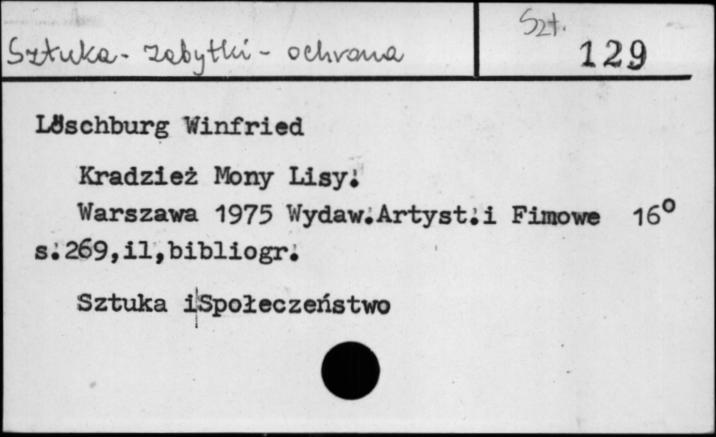 Sztuka - zabytki - ochrona
Szt.
129
Löschburg Winfried
Kradzież Mony Lisy.
Warszawa 1975 Wydaw.Artyst.i Fimowe 16°
s.269,il,bibliogr.
Sztuka i Społeczeństwo